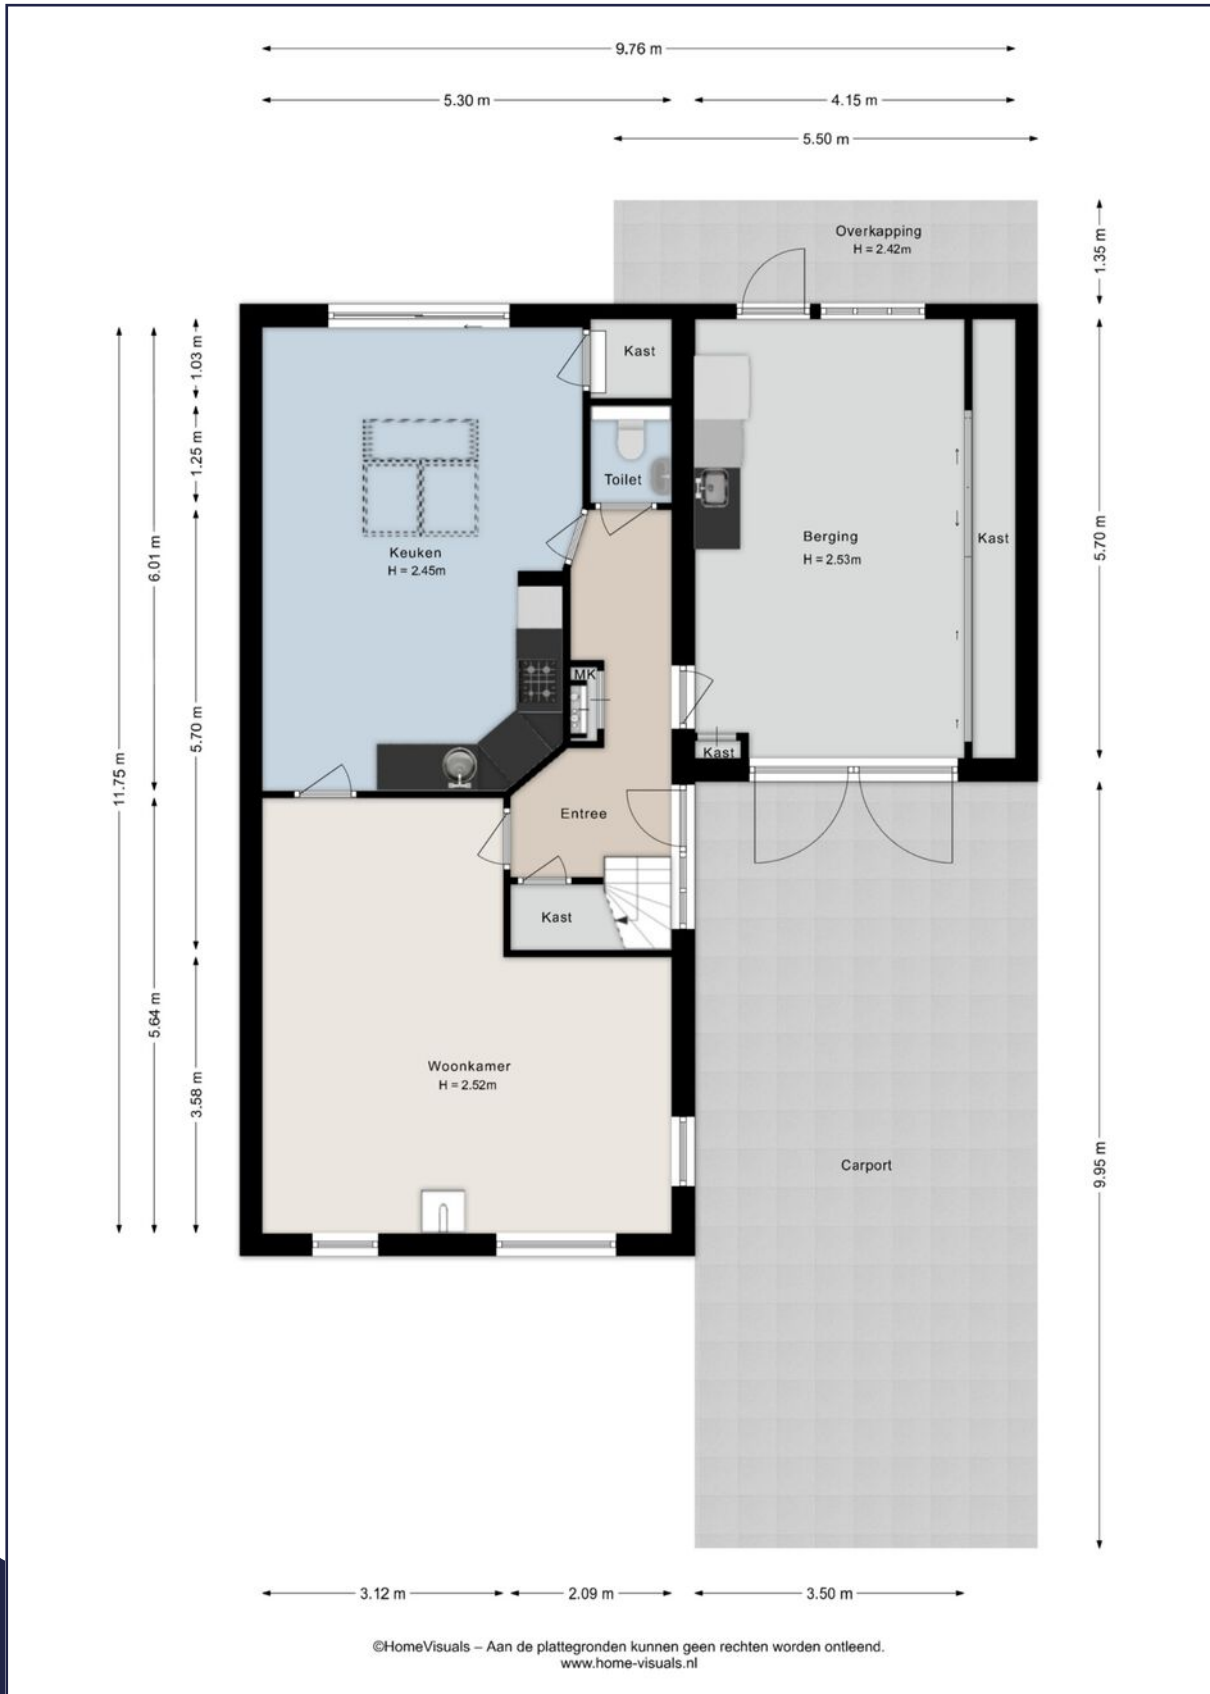 9.76 m
5.30 m
4.15 m
5.50 m
Overkapping
H = 2.42m
1.35 m
1.03 m
Kast
1.25 m
Toilet
6.01 m
Keuken
H = 2.45m
Berging
H = 2.53m
Kast
5.70 m
MK
5.70 m
Kast
11.75 m
Entree
Kast
5.64 m
Woonkamer
H = 2.52m
3.58 m
Carport
9.95 m
3.12 m
2.09 m
3.50 m
©HomeVisuals – Aan de plattegronden kunnen geen rechten worden ontleend.
www.home-visuals.nl